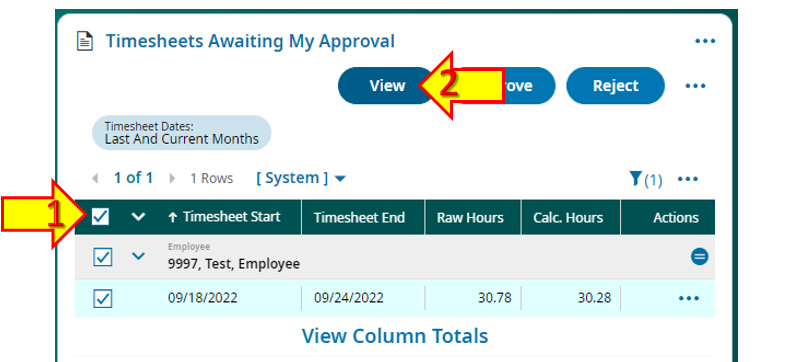 Timesheets Awaiting My Approval
View
2
ove
Reject
Timesheet Dates:
Last And Current Months
1 of 1
1 Rows
[ System ]
(1)
1
Timesheet Start
Timesheet End
Raw Hours
Calc. Hours
Actions
Employee
9997, Test, Employee
09/18/2022
09/24/2022
30.78
30.28
View Column Totals